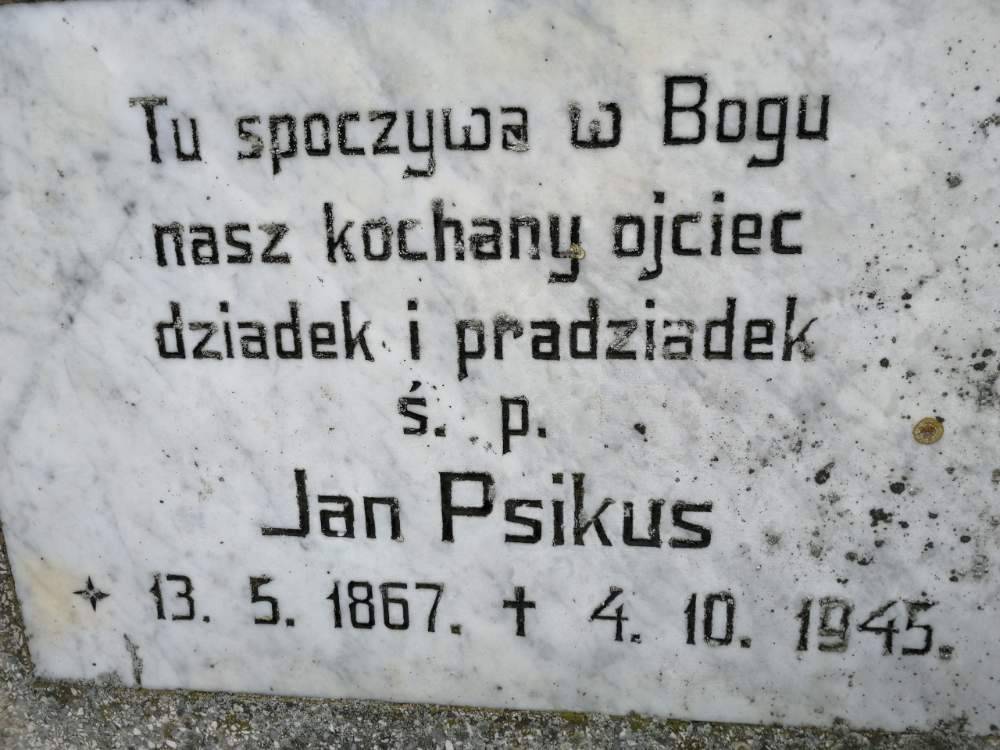 Tu spoczywa w Bogu
nasz kochany ojciec
dziadek i pradziadek
ś. p.
Jan Psikus
✦ 13. 5. 1867. ✝ 4. 10. 1945.